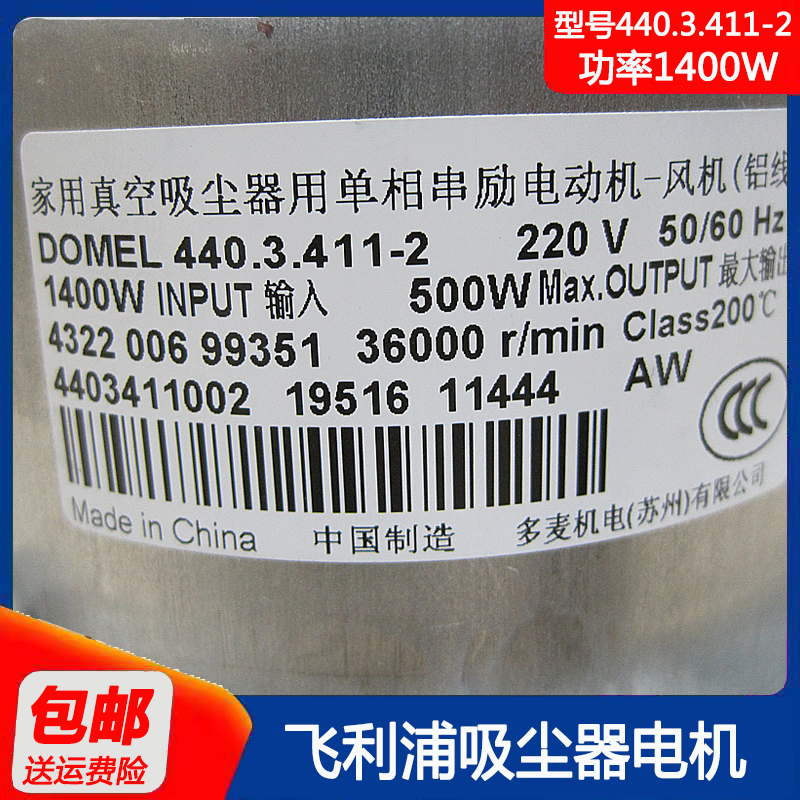 型号440.3.411-2
功率1400W
家用真空吸尘器用单相串励电动机-风机(铝线
DOMEL 440.3.411-2 220 V 50/60 Hz
1400W INPUT 输入 500W Max.OUTPUT 最大输出
4322 006 99351 36000 r/min Class200℃
4403411002 19516 11444 AW
CCC
Made in China 中国制造 多麦机电(苏州)有限公司
包邮
送运费险
飞利浦吸尘器电机